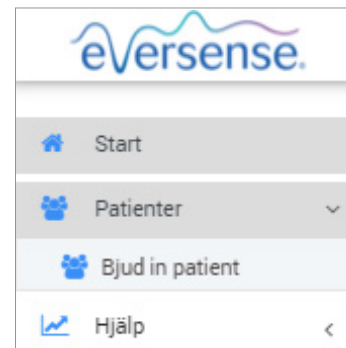 eversense.
Start
Patienter
Bjud in patient
Hjälp